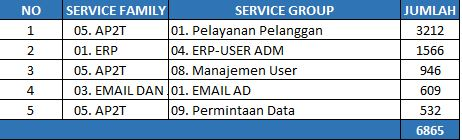 NO SERVICE FAMILY SERVICE GROUP JUMLAH
1 05. AP2T 01. Pelayanan Pelanggan 3212
2 01. ERP 04. ERP-USER ADM 1566
3 05. AP2T 08. Manajemen User 946
4 03. EMAIL DAN 01. EMAIL AD 609
5 05. AP2T 09. Permintaan Data 532
6865